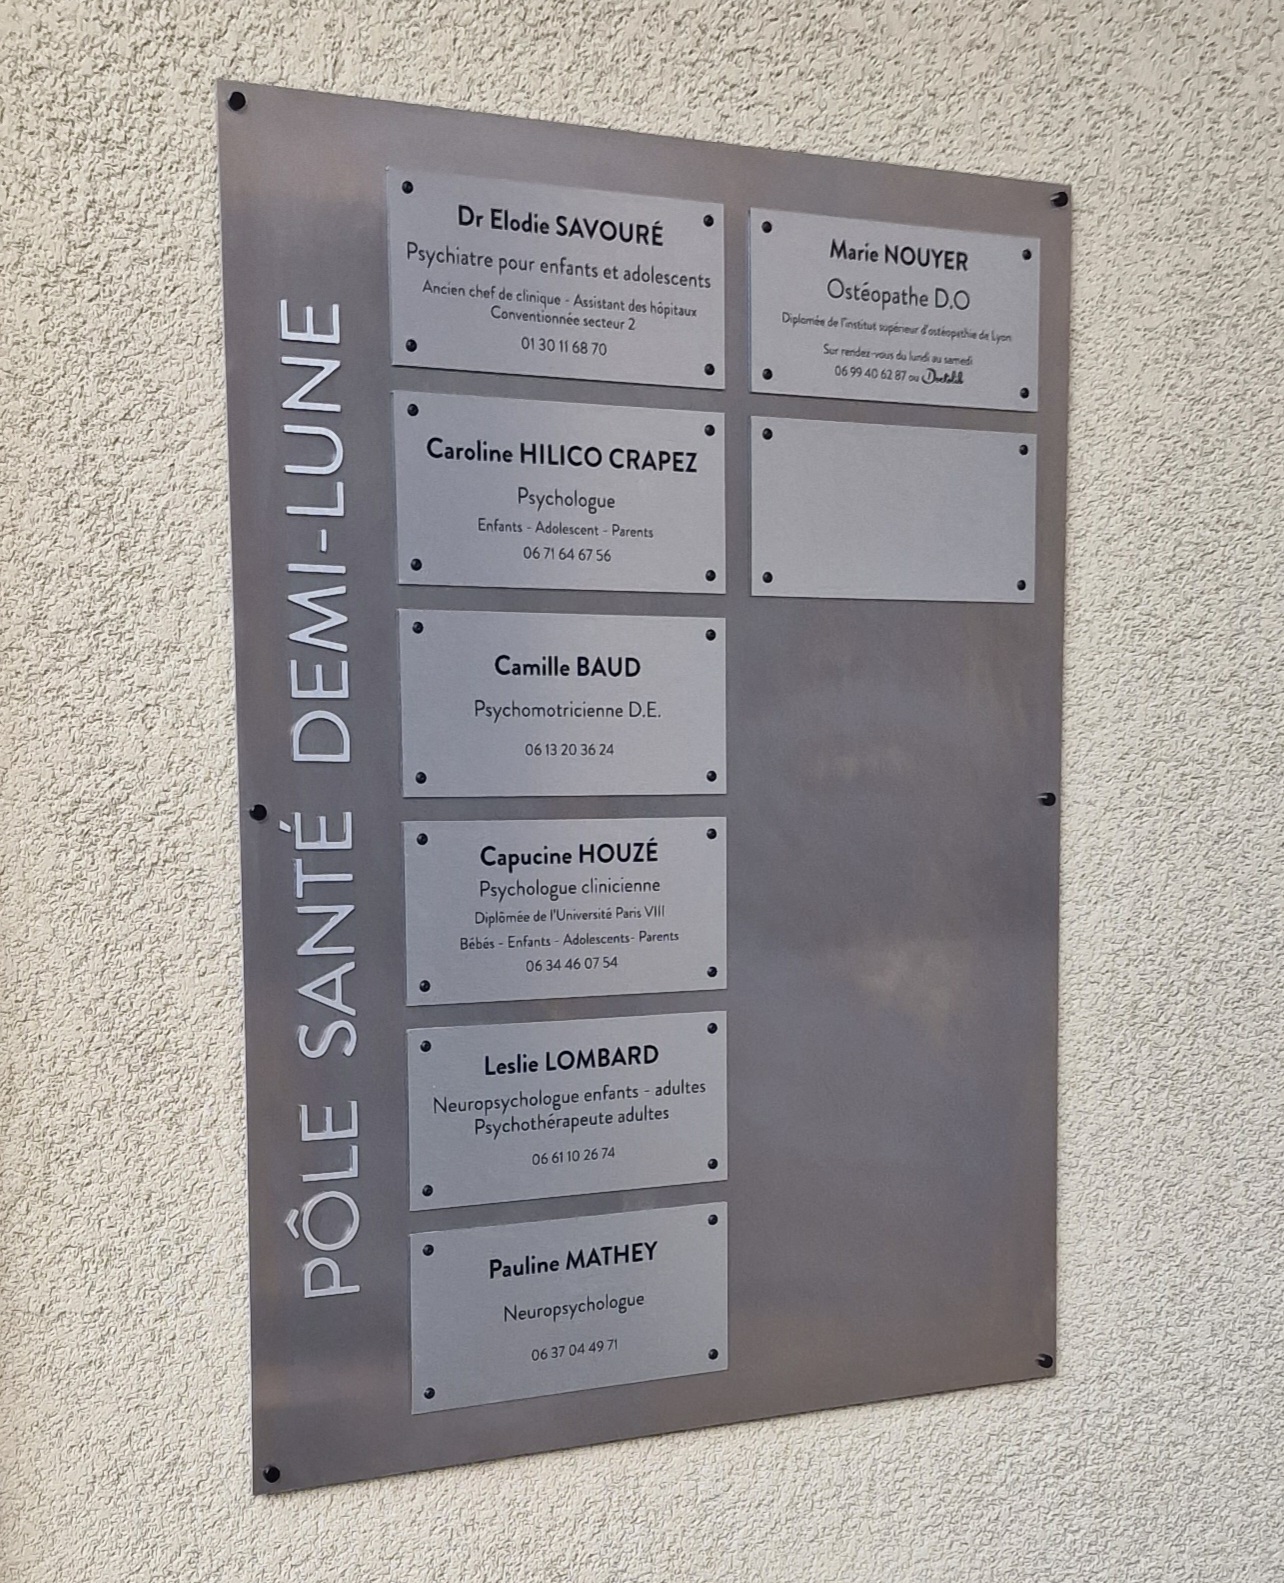 PÔLE SANTÉ DEMI-LUNE
Dr Elodie SAVOURÉ
Psychiatre pour enfants et adolescents
Ancien chef de clinique - Assistant des hôpitaux
Conventionnée secteur 2
01 30 11 68 70
Caroline HILICO CRAPEZ
Psychologue
Enfants - Adolescent - Parents
06 71 64 67 56
Camille BAUD
Psychomotricienne D.E.
06 13 20 36 24
Capucine HOUZÉ
Psychologue clinicienne
Diplômée de l'Université Paris VIII
Bébés - Enfants - Adolescents- Parents
06 34 46 07 54
Leslie LOMBARD
Neuropsychologue enfants - adultes
Psychothérapeute adultes
06 61 10 26 74
Pauline MATHEY
Neuropsychologue
06 37 04 49 71
Marie NOUYER
Ostéopathe D.O
Diplomée de l'institut supérieur d'ostéopathie de Lyon
Sur rendez-vous du lundi au samedi
06 99 40 62 87 ou Doctolib